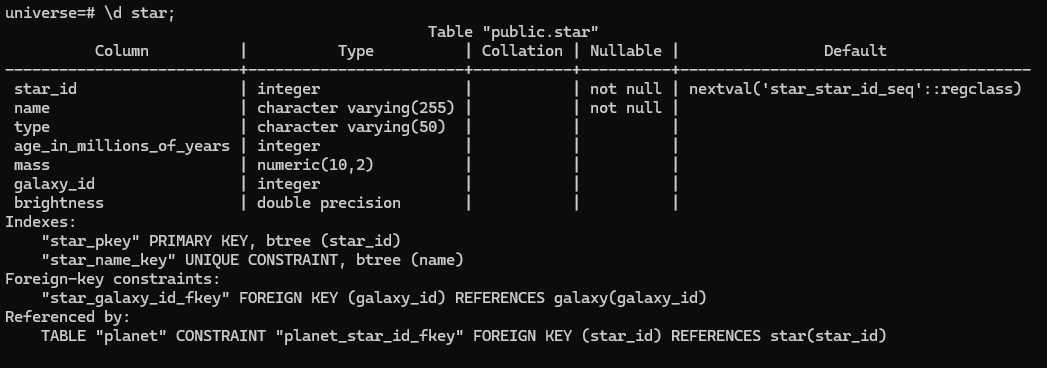 universe=# \d star;
                                          Table "public.star"
         Column          |          Type          | Collation | Nullable |                Default
-------------------------+------------------------+-----------+----------+---------------------------------------
 star_id                 | integer                |           | not null | nextval('star_star_id_seq'::regclass)
 name                    | character varying(255) |           | not null |
 type                    | character varying(50)  |           |          |
 age_in_millions_of_years | integer                |           |          |
 mass                    | numeric(10,2)          |           |          |
 galaxy_id               | integer                |           |          |
 brightness              | double precision       |           |          |
Indexes:
    "star_pkey" PRIMARY KEY, btree (star_id)
    "star_name_key" UNIQUE CONSTRAINT, btree (name)
Foreign-key constraints:
    "star_galaxy_id_fkey" FOREIGN KEY (galaxy_id) REFERENCES galaxy(galaxy_id)
Referenced by:
    TABLE "planet" CONSTRAINT "planet_star_id_fkey" FOREIGN KEY (star_id) REFERENCES star(star_id)